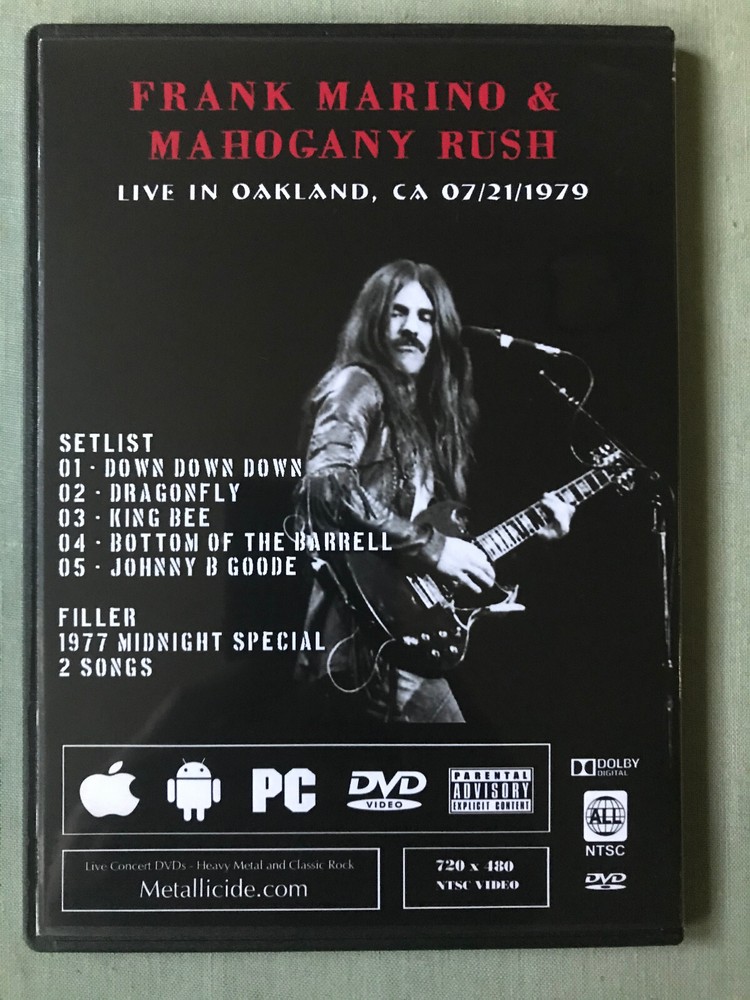 FRANK MARINO &
MAHOGANY RUSH
LIVE IN OAKLAND, CA 07/21/1979
SETLIST
01 - DOWN DOWN DOWN
02 - DRAGONFLY
03 - KING BEE
04 - BOTTOM OF THE BARRELL
05 - JOHNNY B GOODE
FILLER
1977 MIDNIGHT SPECIAL
2 SONGS
PC
DVD
VIDEO
PARENTAL
ADVISORY
EXPLICIT CONTENT
DOLBY
DIGITAL
ALL
NTSC
DVD
Live Concert DVDs - Heavy Metal and Classic Rock
Metallicide.com
720 x 480
NTSC VIDEO